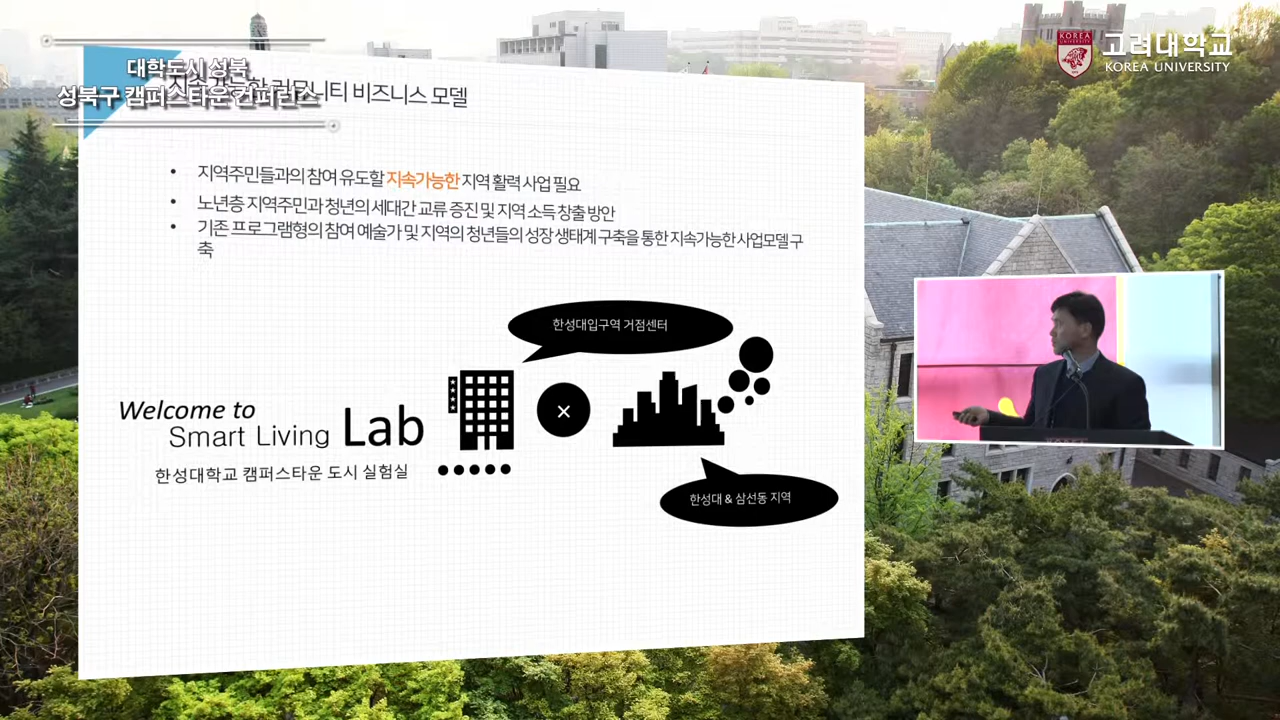 대학도시 성북
성북구 캠퍼스타운 컨퍼런스
비즈니스 모델
KOREA
고려대학교
KOREA UNIVERSITY
• 지역주민들과의 참여 유도할 지속가능한 지역 활력 사업 필요
• 노년층 지역주민과 청년의 세대간 교류 증진 및 지역 소득 창출 방안
• 기존 프로그램형의 참여 예술가 및 지역의 청년들의 성장 생태계 구축을 통한 지속가능한 사업모델 구
축
한성대입구역 거점센터
Welcome to
Smart Living Lab
한성대학교 캠퍼스타운 도시 실험실
한성대 & 삼선동 지역